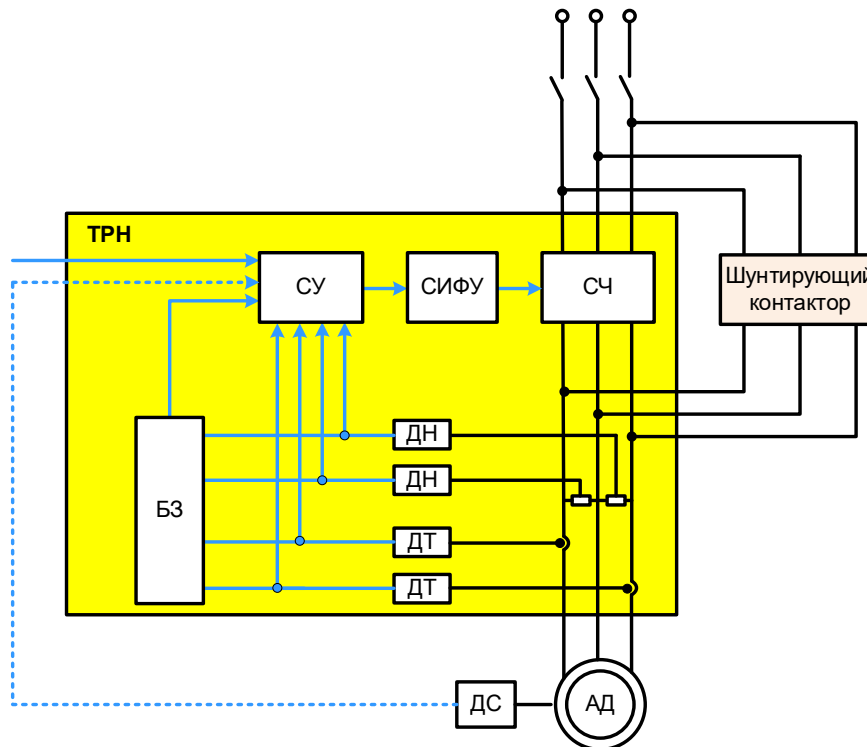 ТРН
СУ
СИФУ
СЧ
Шунтирующий
контактор
ДН
ДН
БЗ
ДТ
ДТ
ДС
АД